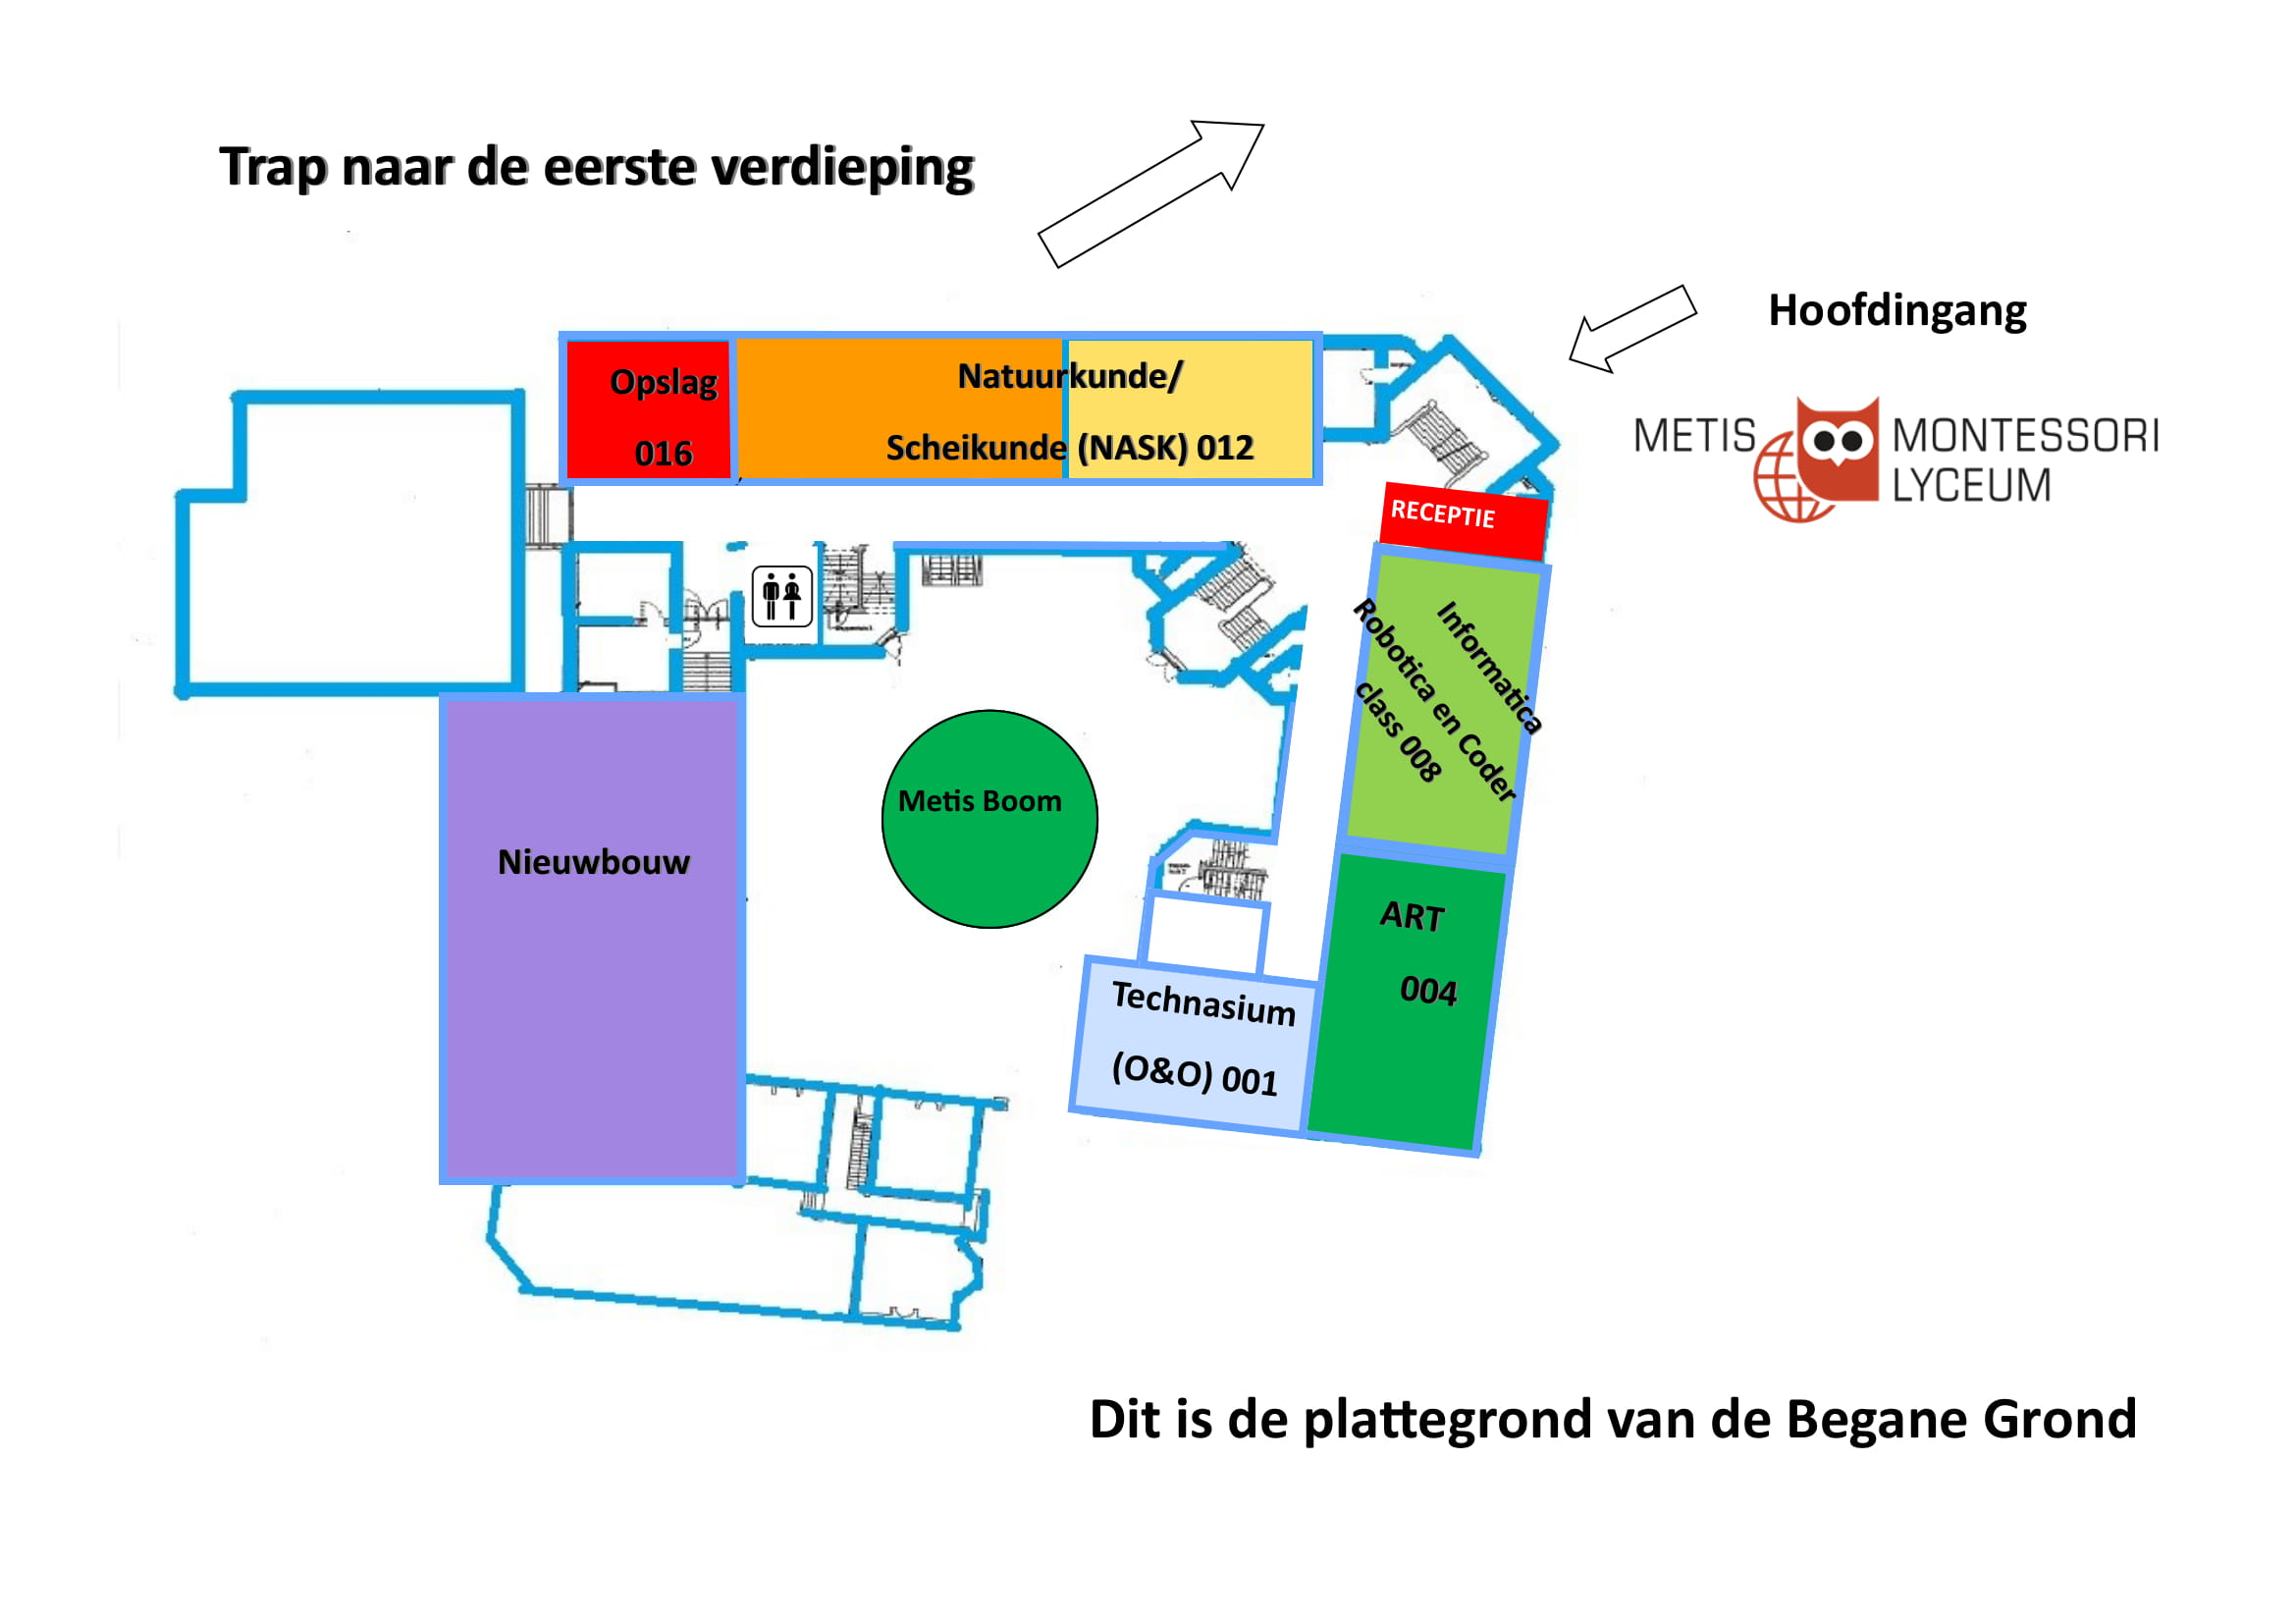 Trap naar de eerste verdieping
Hoofdingang
METIS MONTESSORI
LYCEUM
Opslag
016
Natuurkunde/
Scheikunde (NASK) 012
RECEPTIE
Informatica
Robotica en Coder
class 008
Metis Boom
Nieuwbouw
ART
004
Technasium
(O&O) 001
Dit is de plattegrond van de Begane Grond